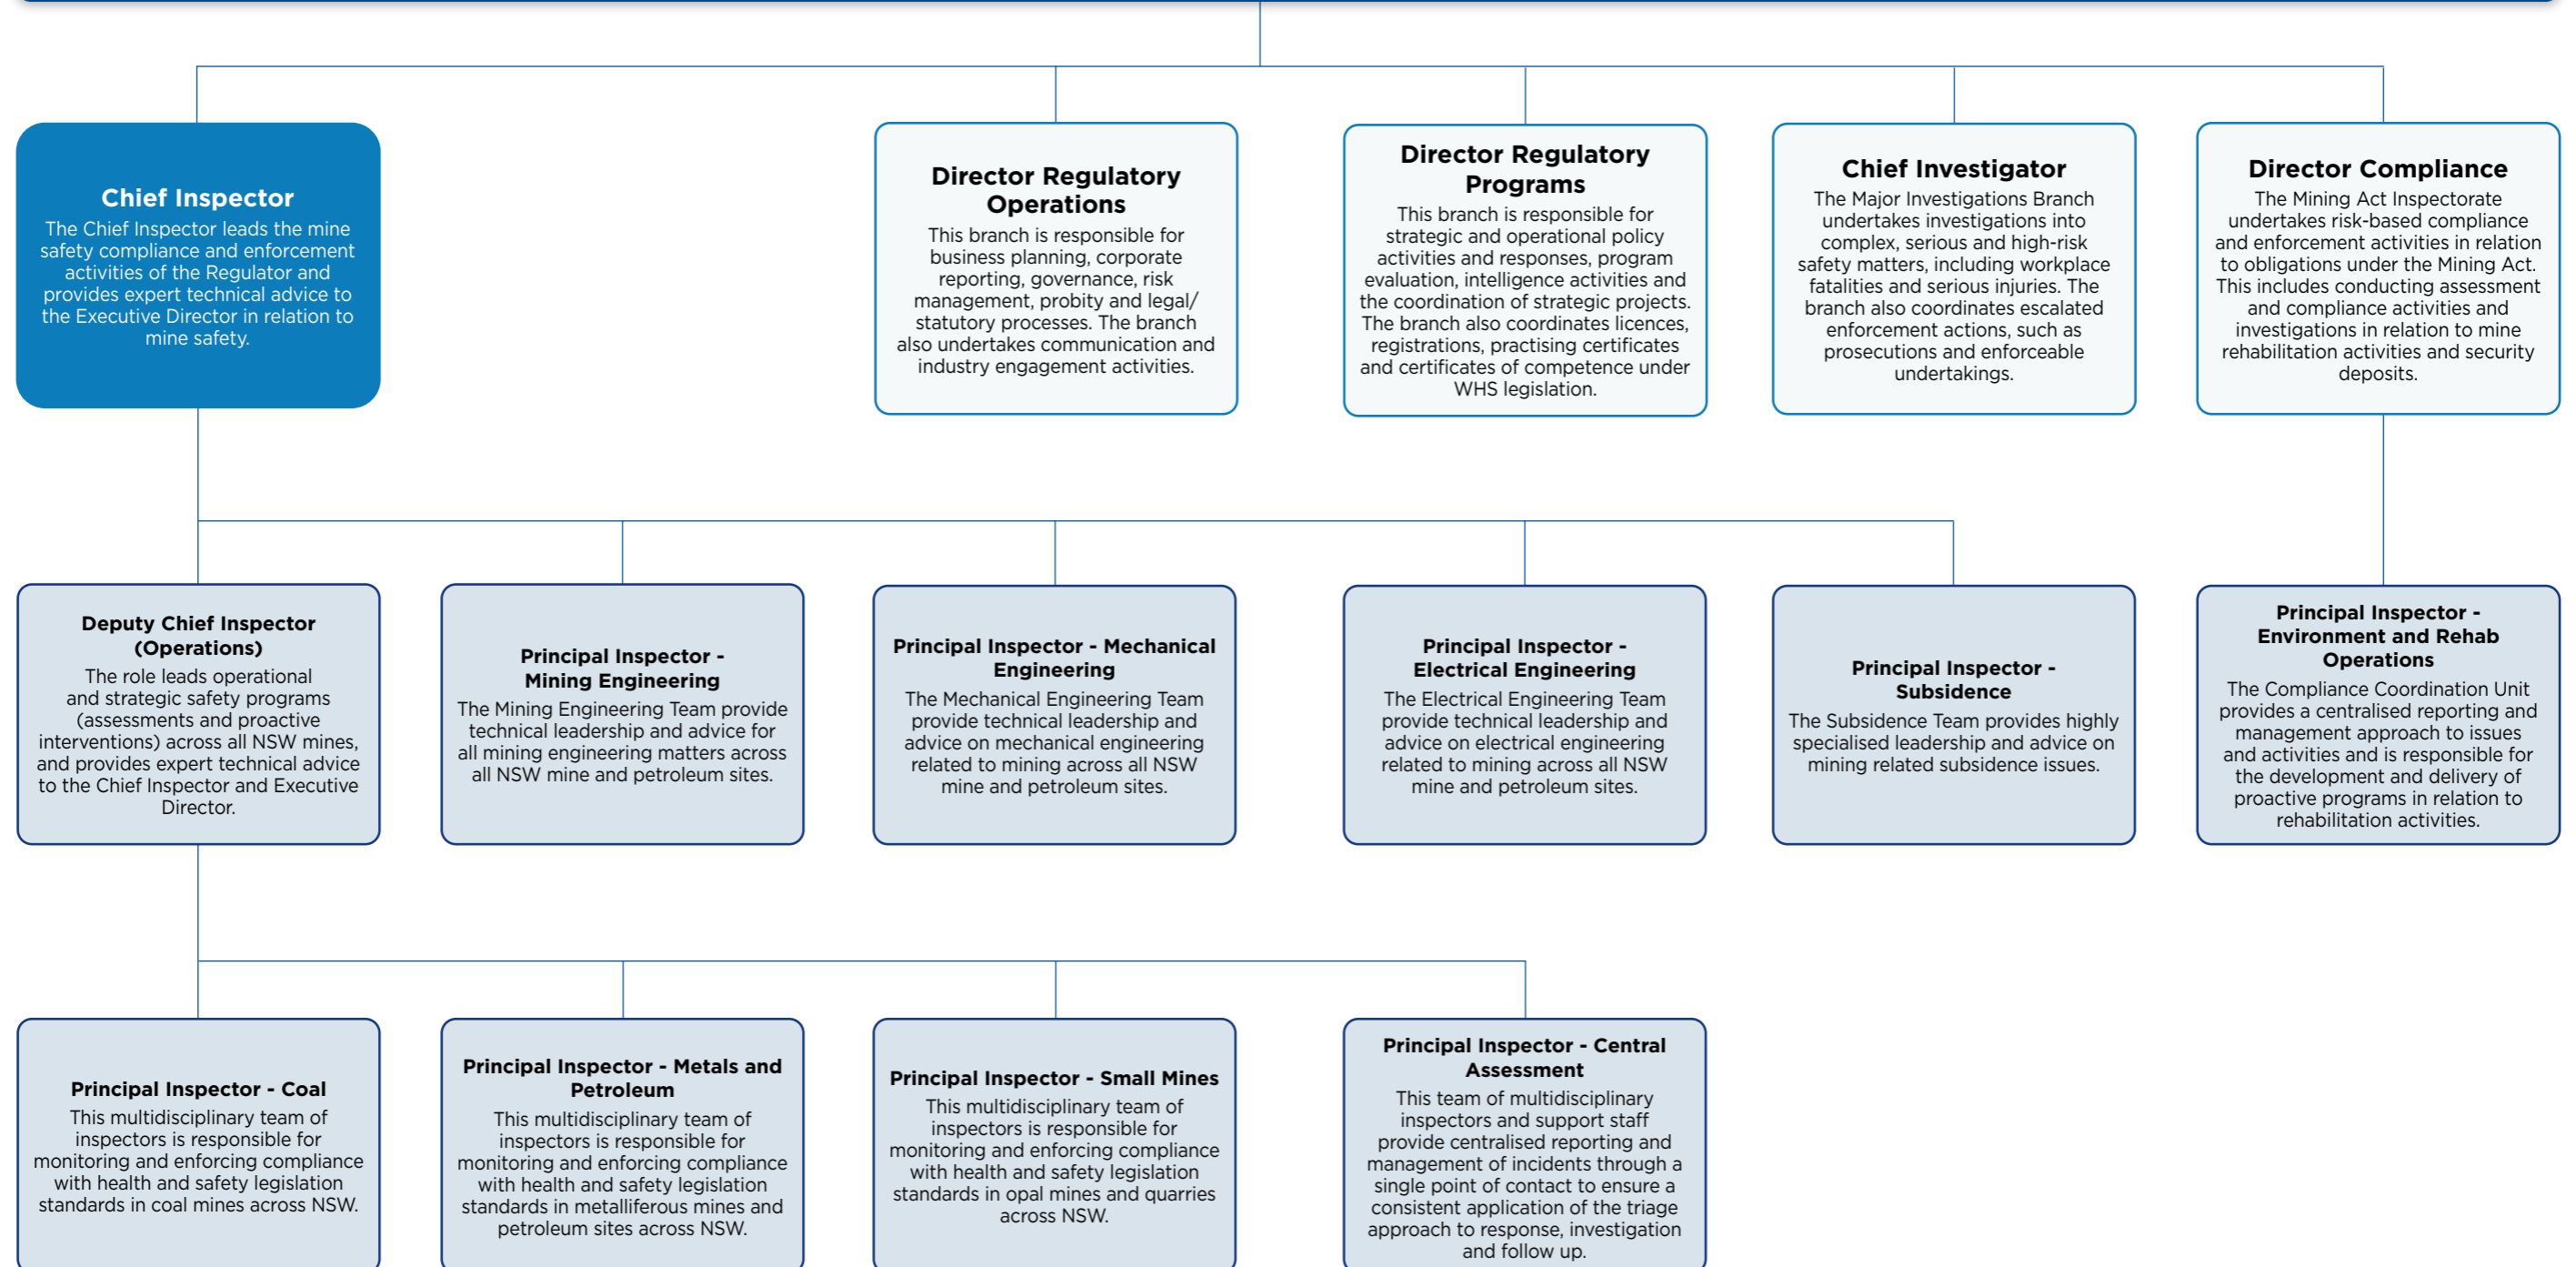 Chief Inspector
The Chief Inspector leads the mine
safety compliance and enforcement
activities of the Regulator and
provides expert technical advice to
the Executive Director in relation to
mine safety.
Director Regulatory
Operations
This branch is responsible for
business planning, corporate
reporting, governance, risk
management, probity and legal/
statutory processes. The branch
also undertakes communication and
industry engagement activities.
Director Regulatory
Programs
This branch is responsible for
strategic and operational policy
activities and responses, program
evaluation, intelligence activities and
the coordination of strategic projects.
The branch also coordinates licences,
registrations, practising certificates
and certificates of competence under
WHS legislation.
Chief Investigator
The Major Investigations Branch
undertakes investigations into
complex, serious and high-risk
safety matters, including workplace
fatalities and serious injuries. The
branch also coordinates escalated
enforcement actions, such as
prosecutions and enforceable
undertakings.
Director Compliance
The Mining Act Inspectorate
undertakes risk-based compliance
and enforcement activities in relation
to obligations under the Mining Act.
This includes conducting assessment
and compliance activities and
investigations in relation to mine
rehabilitation activities and security
deposits.
Deputy Chief Inspector
(Operations)
The role leads operational
and strategic safety programs
(assessments and proactive
interventions) across all NSW mines,
and provides expert technical advice
to the Chief Inspector and Executive
Director.
Principal Inspector -
Mining Engineering
The Mining Engineering Team provide
technical leadership and advice for
all mining engineering matters across
all NSW mine and petroleum sites.
Principal Inspector - Mechanical
Engineering
The Mechanical Engineering Team
provide technical leadership and
advice on mechanical engineering
related to mining across all NSW
mine and petroleum sites.
Principal Inspector -
Electrical Engineering
The Electrical Engineering Team
provide technical leadership and
advice on electrical engineering
related to mining across all NSW
mine and petroleum sites.
Principal Inspector -
Subsidence
The Subsidence Team provides highly
specialised leadership and advice on
mining related subsidence issues.
Principal Inspector -
Environment and Rehab
Operations
The Compliance Coordination Unit
provides a centralised reporting and
management approach to issues
and activities and is responsible for
the development and delivery of
proactive programs in relation to
rehabilitation activities.
Principal Inspector - Coal
This multidisciplinary team of
inspectors is responsible for
monitoring and enforcing compliance
with health and safety legislation
standards in coal mines across NSW.
Principal Inspector - Metals and
Petroleum
This multidisciplinary team of
inspectors is responsible for
monitoring and enforcing compliance
with health and safety legislation
standards in metalliferous mines and
petroleum sites across NSW.
Principal Inspector - Small Mines
This multidisciplinary team of
inspectors is responsible for
monitoring and enforcing compliance
with health and safety legislation
standards in opal mines and quarries
across NSW.
Principal Inspector - Central
Assessment
This team of multidisciplinary
inspectors and support staff
provide centralised reporting and
management of incidents through a
single point of contact to ensure a
consistent application of the triage
approach to response, investigation
and follow up.